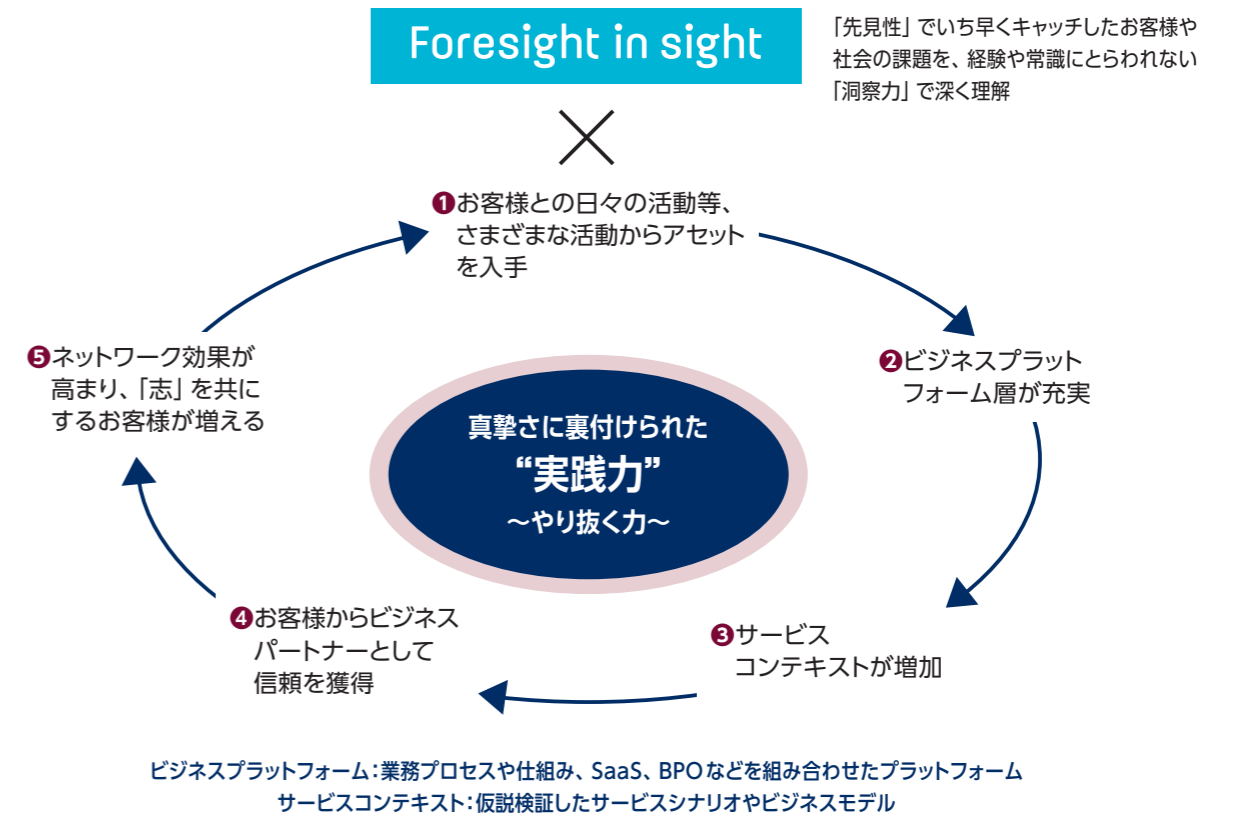 Foresight in sight
「先見性」でいち早くキャッチしたお客様や
社会の課題を、経験や常識にとらわれない
「洞察力」で深く理解
❶お客様との日々の活動等、
さまざまな活動からアセット
を入手
❷ビジネスプラット
フォーム層が充実
❸サービス
コンテキストが増加
❹お客様からビジネス
パートナーとして
信頼を獲得
❺ネットワーク効果が
高まり、「志」を共に
するお客様が増える
真摯さに裏付けられた
“実践力”
～やり抜く力～
ビジネスプラットフォーム：業務プロセスや仕組み、SaaS、BPOなどを組み合わせたプラットフォーム
サービスコンテキスト：仮説検証したサービスシナリオやビジネスモデル